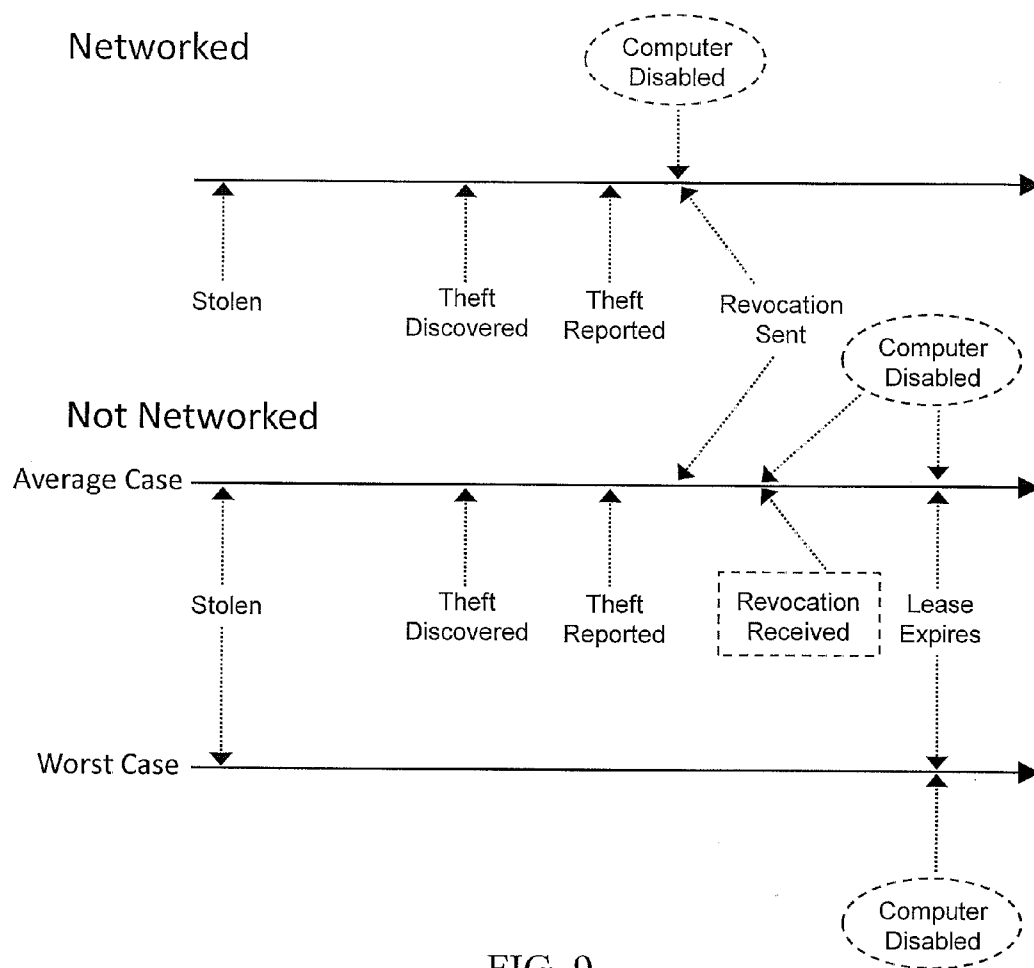 Networked
Computer
Disabled
Stolen
Theft
Discovered
Theft
Reported
Revocation
Sent
Computer
Disabled
Not Networked
Average Case
Stolen
Theft
Discovered
Theft
Reported
Revocation
Received
Lease
Expires
Worst Case
Computer
Disabled
FIG. 9